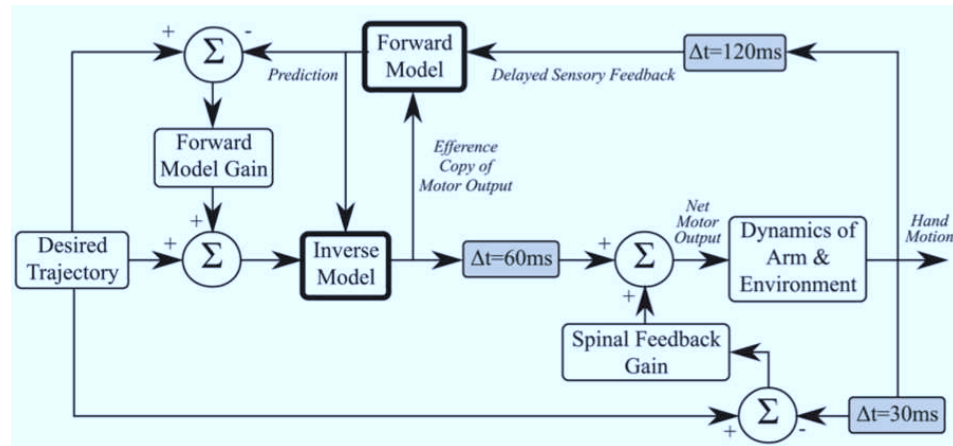 +
Σ
-
Prediction
Forward
Model
Delayed Sensory Feedback
Δt=120ms
Forward
Model Gain
Efference
Copy of
Motor Output
+
Desired
Trajectory
+
Σ
Inverse
Model
Δt=60ms
+
Σ
+
Net
Motor
Output
Dynamics of
Arm &
Environment
Hand
Motion
Spinal Feedback
Gain
+
Σ
-
Δt=30ms